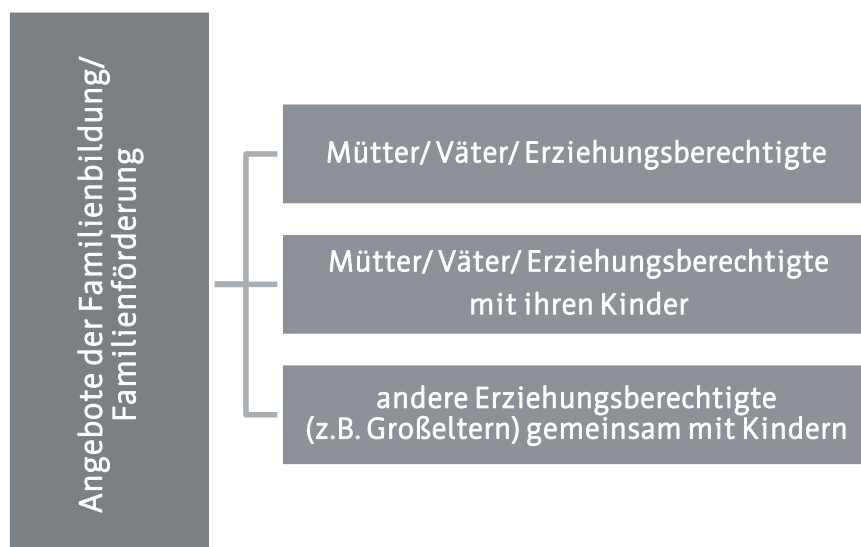 Angebote der Familienbildung/
Familienförderung
Mütter/ Väter/ Erziehungsberechtigte
Mütter/ Väter/ Erziehungsberechtigte
mit ihren Kinder
andere Erziehungsberechtigte
(z.B. Großeltern) gemeinsam mit Kindern